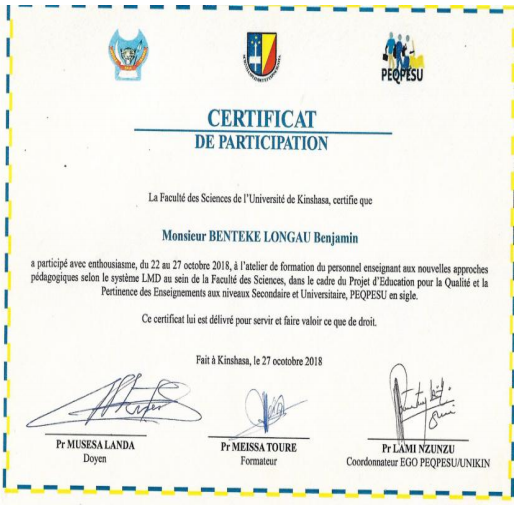 PEQPESU
CERTIFICAT
DE PARTICIPATION
La Faculté des Sciences de l'Université de Kinshasa, certifie que
Monsieur BENTEKE LONGAU Benjamin
a participé avec enthousiasme, du 22 au 27 octobre 2018, à l'atelier de formation du personnel enseignant aux nouvelles approches
pédagogiques selon le système LMD au sein de la Faculté des Sciences, dans le cadre du Projet d'Education pour la Qualité et la
Pertinence des Enseignements aux niveaux Secondaire et Universitaire, PEQPESU en sigle.
Ce certificat lui est délivré pour servir et faire valoir ce que de droit.
Fait à Kinshasa, le 27 ocotobre 2018
Pr MUSESA LANDA
Doyen
Pr MEISSA TOURE
Formateur
Pr LAMI NZUNZU
Coordonnateur EGO PEQPESU/UNIKIN